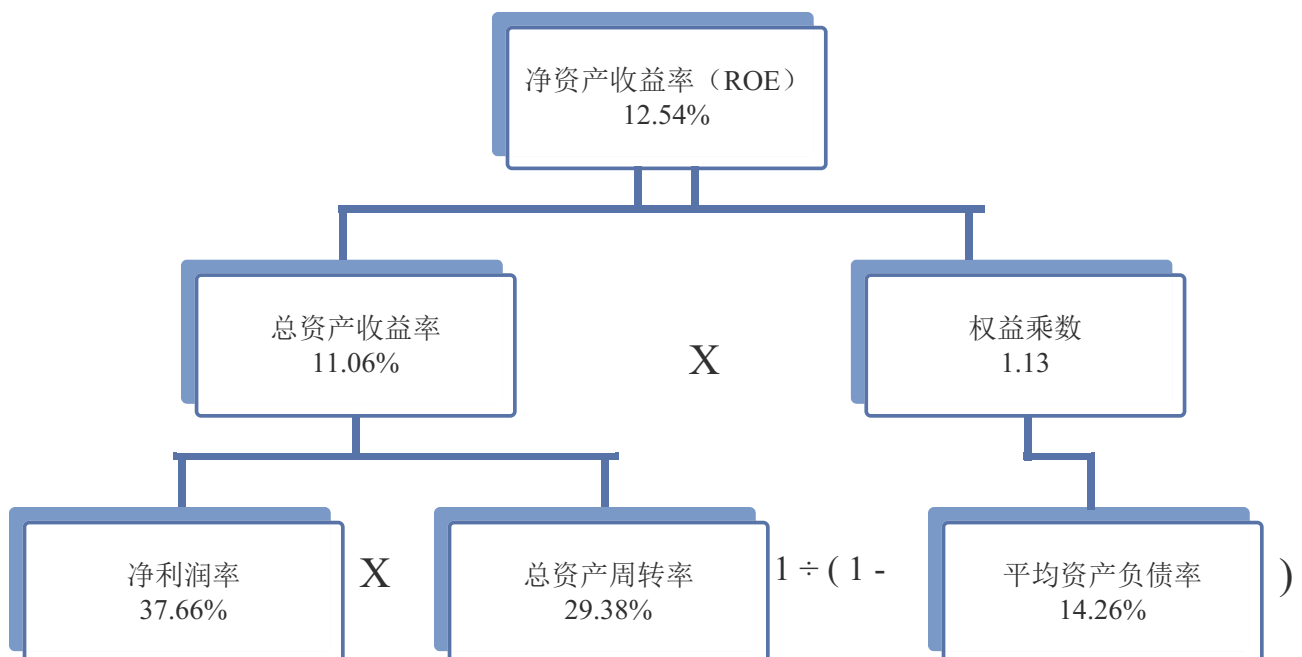 净资产收益率（ROE）
12.54%
总资产收益率
11.06%
X
权益乘数
1.13
净利润率
37.66%
X
总资产周转率
29.38%
1 ÷ ( 1 -
平均资产负债率
14.26%
)